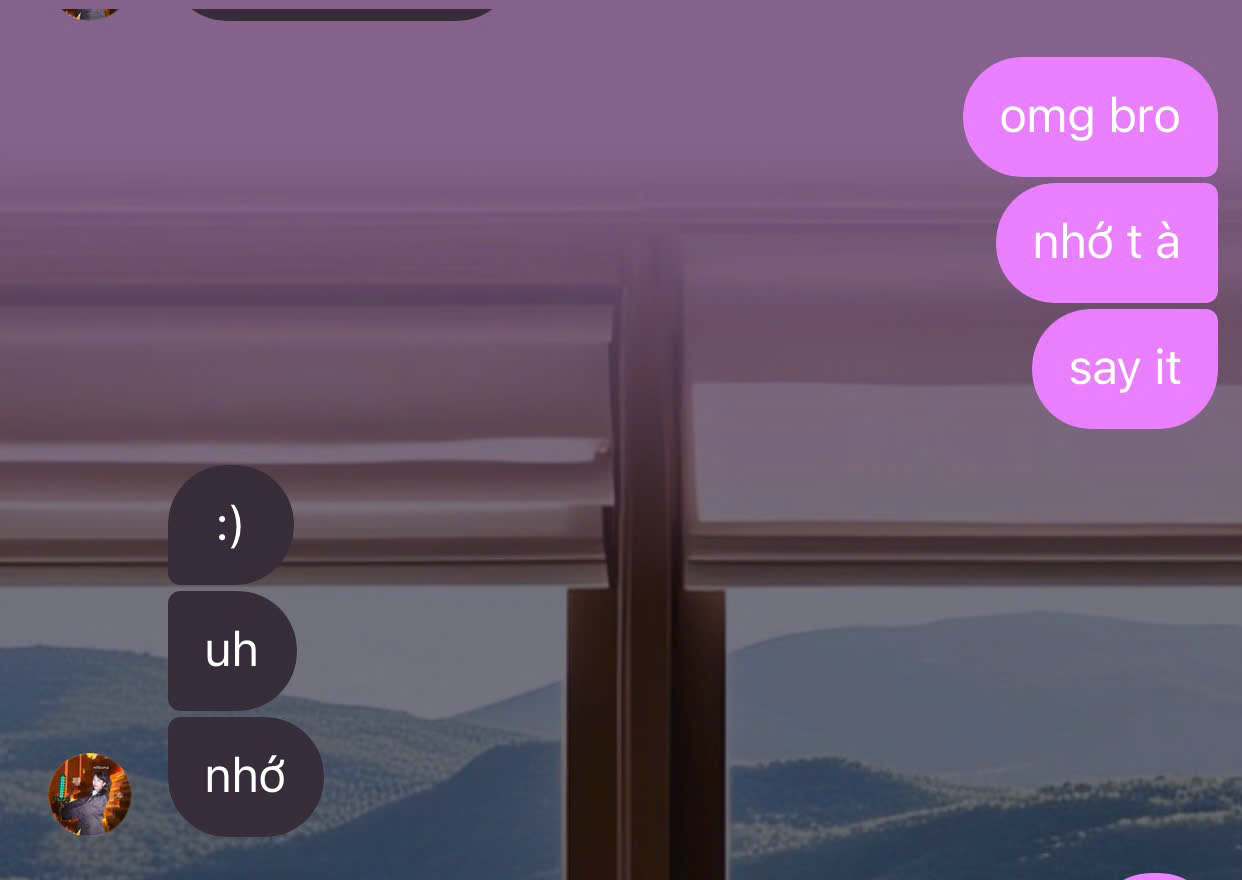 omg bro
nhớ t à
say it
:)
uh
nhớ